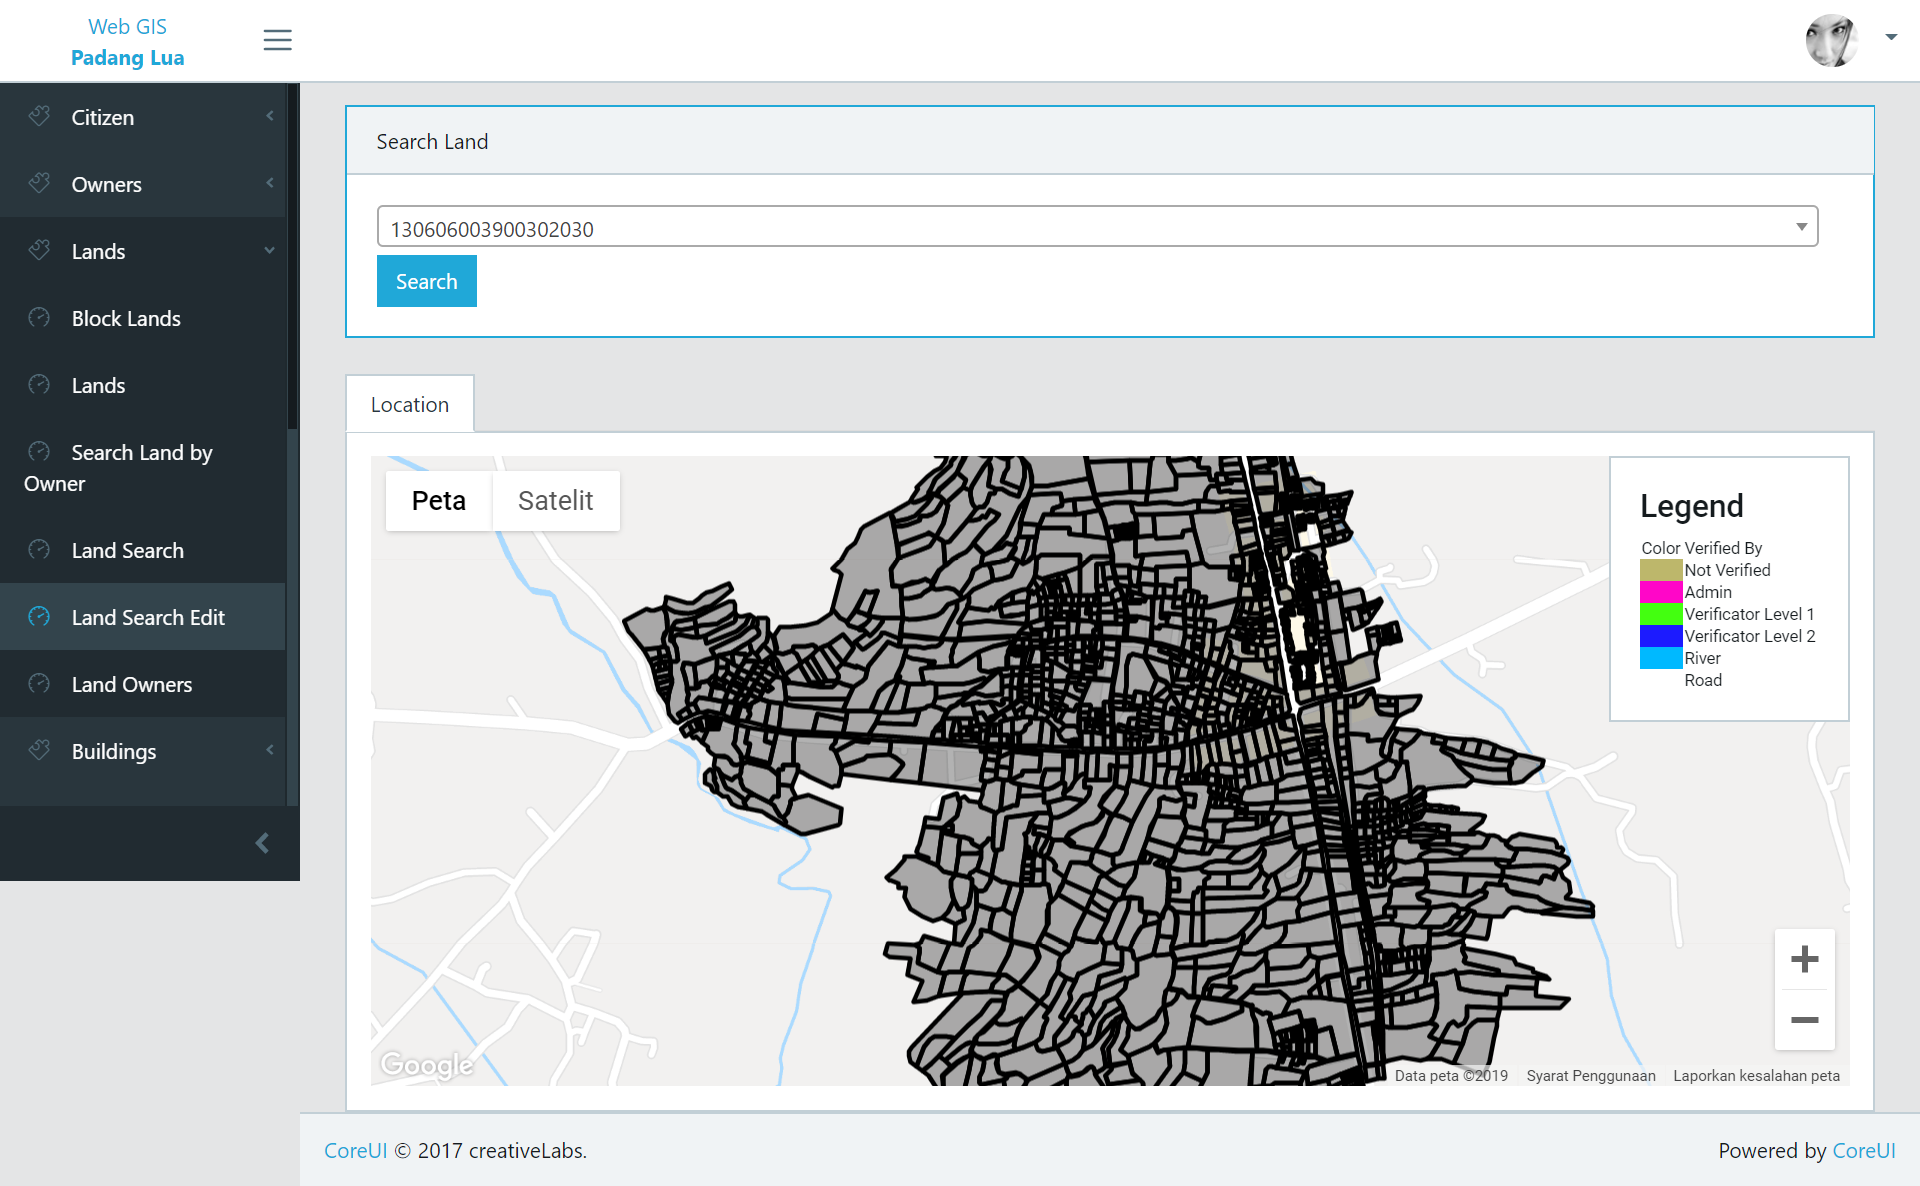 Web GIS
Padang Lua
Citizen
Owners
Lands
Block Lands
Lands
Search Land by
Owner
Land Search
Land Search Edit
Land Owners
Buildings
Search Land
130606003900302030
Search
Location
Peta
Satelit
Legend
Color Verified By
Not Verified
Admin
Verificator Level 1
Verificator Level 2
River
Road
Google
Data peta ©2019
Syarat Penggunaan
Laporkan kesalahan peta
CoreUI © 2017 creativeLabs.
Powered by CoreUI